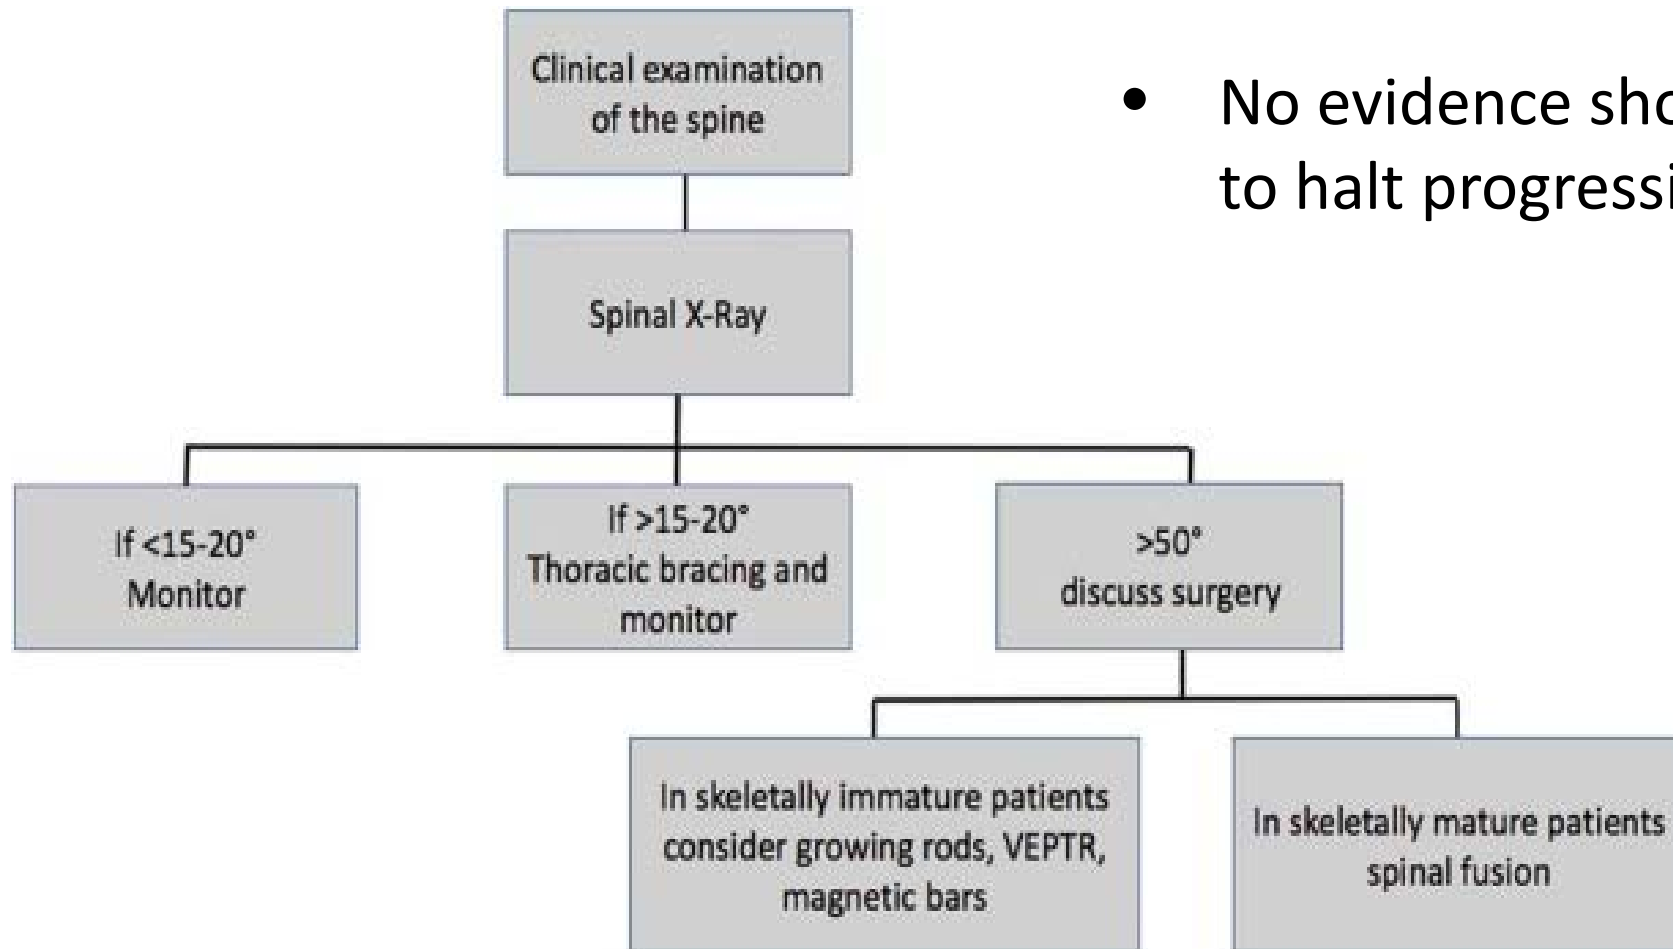 Clinical examination
of the spine
Spinal X-Ray
If <15-20°
Monitor
If >15-20°
Thoracic bracing and
monitor
>50°
discuss surgery
In skeletally immature patients
consider growing rods, VEPTR,
magnetic bars
In skeletally mature patients
spinal fusion
• No evidence
to halt